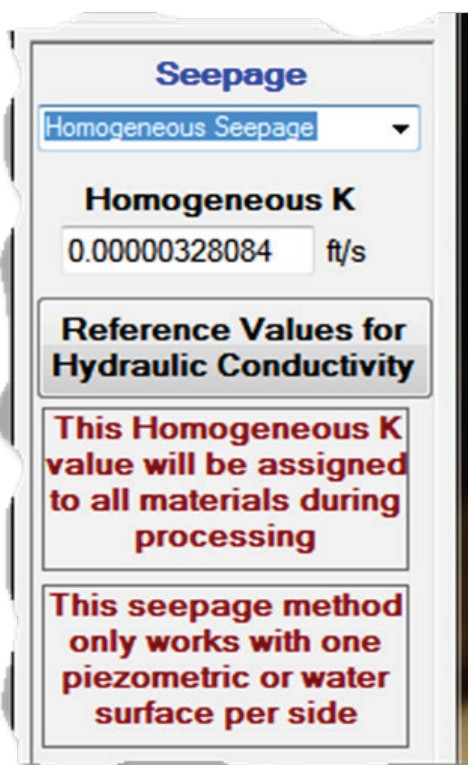 Seepage
Homogeneous Seepage
Homogeneous K
0.00000328084 ft/s
Reference Values for
Hydraulic Conductivity
This Homogeneous K
value will be assigned
to all materials during
processing
This seepage method
only works with one
piezometric or water
surface per side